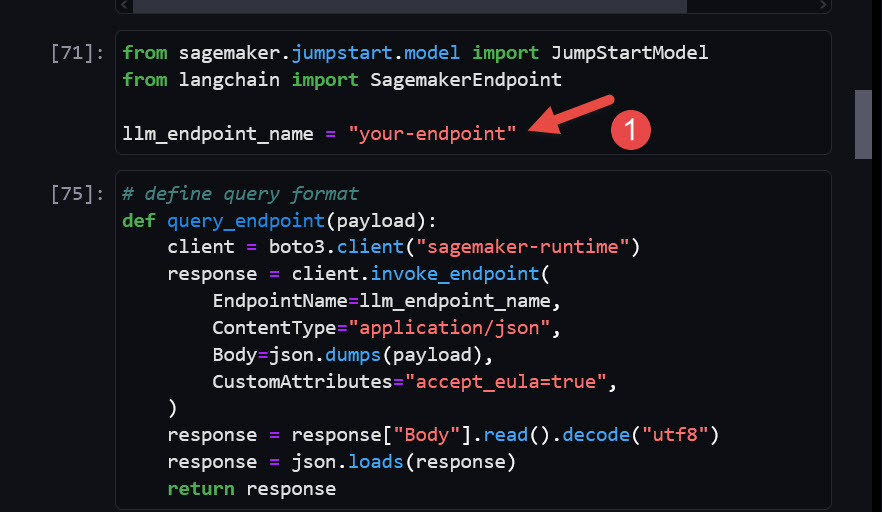 [71]: from sagemaker.jumpstart.model import JumpStartModel
from langchain import SagemakerEndpoint
llm_endpoint_name = "your-endpoint" 1
[75]: # define query format
def query_endpoint(payload):
    client = boto3.client("sagemaker-runtime")
    response = client.invoke_endpoint(
        EndpointName=llm_endpoint_name,
        ContentType="application/json",
        Body=json.dumps(payload),
        CustomAttributes="accept_eula=true",
    )
    response = response["Body"].read().decode("utf8")
    response = json.loads(response)
    return response